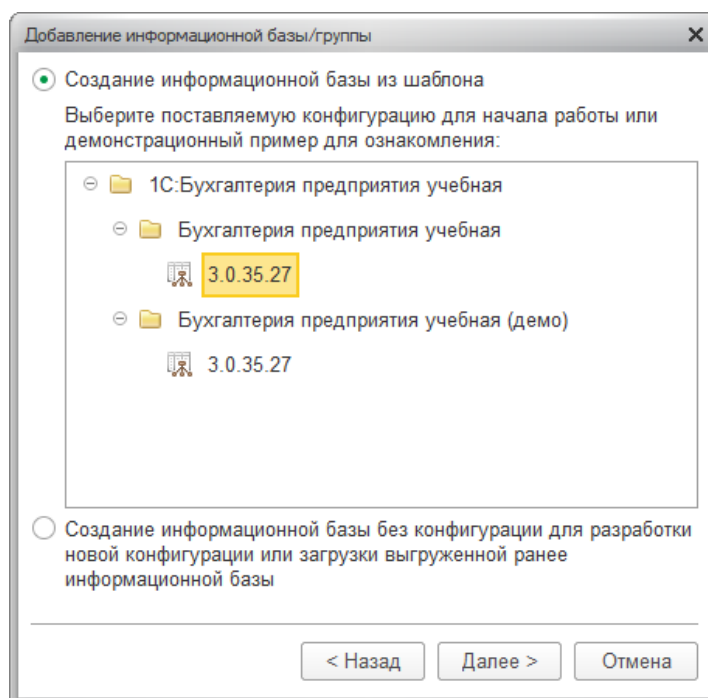 Добавление информационной базы/группы
Создание информационной базы из шаблона
Выберите поставляемую конфигурацию для начала работы или
демонстрационный пример для ознакомления:
1С:Бухгалтерия предприятия учебная
Бухгалтерия предприятия учебная
3.0.35.27
Бухгалтерия предприятия учебная (демо)
3.0.35.27
Создание информационной базы без конфигурации для разработки
новой конфигурации или загрузки выгруженной ранее
информационной базы
< Назад Далее > Отмена